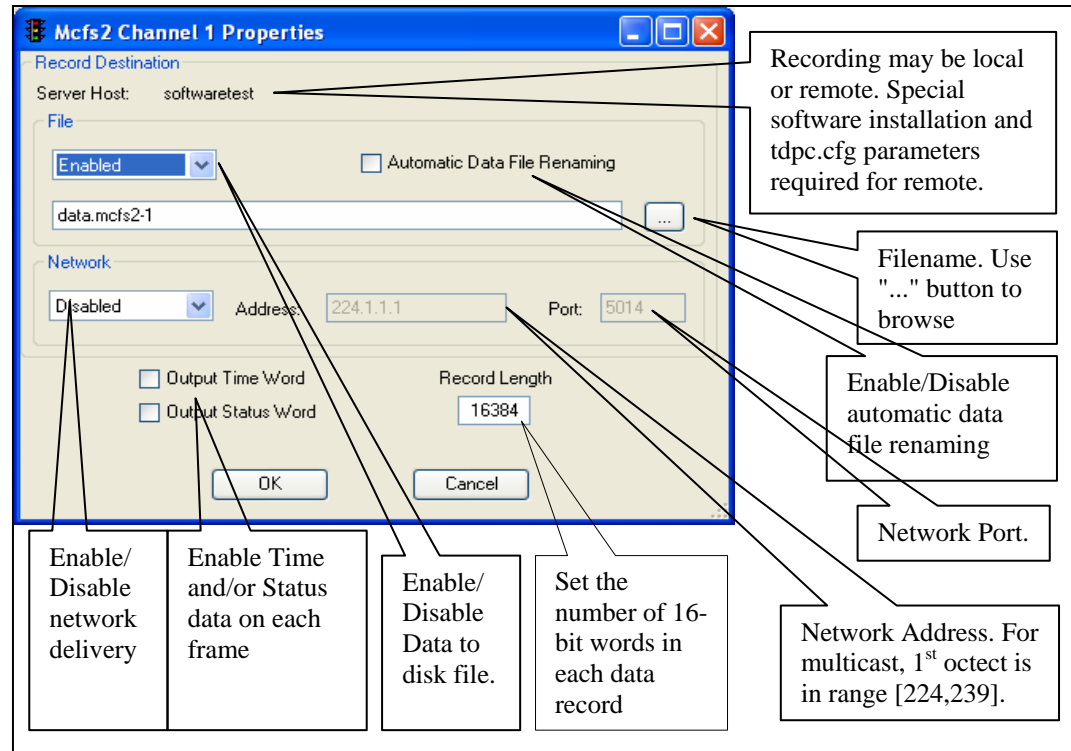 Mcfs2 Channel 1 Properties
Record Destination
Server Host: softwaretest
File
Enabled
Automatic Data File Renaming
data.mcfs2-1
...
Network
Disabled
Address: 224.1.1.1
Port: 5014
Output Time Word
Output Status Word
Record Length
16384
OK
Cancel
Recording may be local
or remote. Special
software installation and
tdpc.cfg parameters
required for remote.
Filename. Use
"..." button to
browse
Enable/Disable
automatic data
file renaming
Network Port.
Network Address. For
multicast, 1st octect is
in range [224,239].
Enable/
Disable
network
delivery
Enable Time
and/or Status
data on each
frame
Enable/
Disable
Data to
disk file.
Set the
number of 16-
bit words in
each data
record